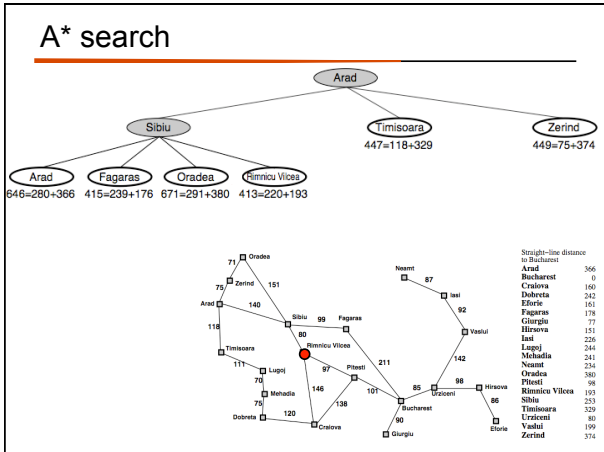 A* search
Arad
Sibiu
Timisoara
Zerind
447=118+329
449=75+374
Arad
Fagaras
Oradea
Rimnicu Vilcea
646=280+366
415=239+176
671=291+380
413=220+193
Oradea
71
Zerind
75
151
Arad
140
118
Sibiu
99
Fagaras
80
Rimnicu Vilcea
Timisoara
111
Lugoj
70
Mehadia
75
Dobreta
120
Craiova
146
138
97
Pitesti
101
211
Bucharest
90
Giurgiu
85
Urziceni
98
Hirsova
86
Eforie
142
Vaslui
92
Iasi
87
Neamt
Straight-line distance
to Bucharest
Arad 366
Bucharest 0
Craiova 160
Dobreta 242
Eforie 161
Fagaras 178
Giurgiu 77
Hirsova 151
Iasi 226
Lugoj 244
Mehadia 241
Neamt 234
Oradea 380
Pitesti 98
Rimnicu Vilcea 193
Sibiu 253
Timisoara 329
Urziceni 80
Vaslui 199
Zerind 374